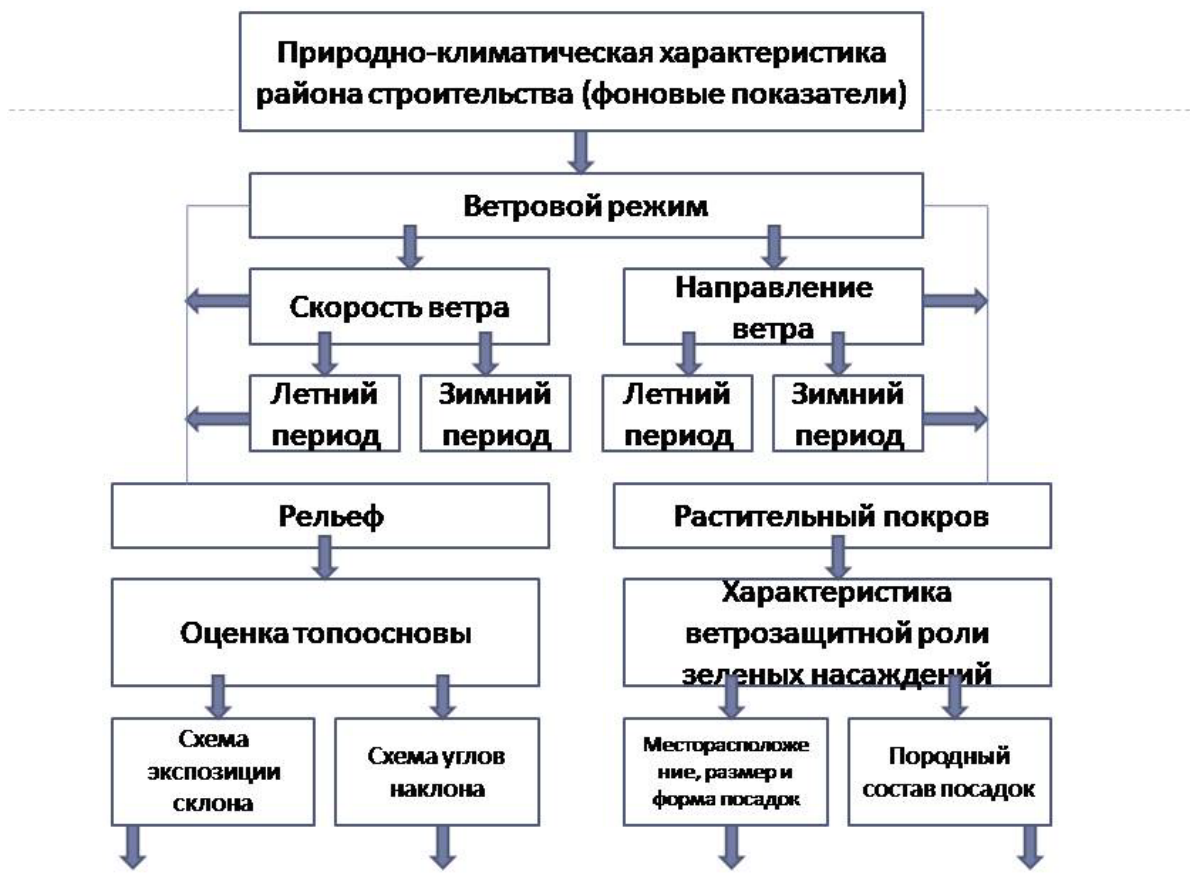 Природно-климатическая характеристика
района строительства (фоновые показатели)
Ветровой режим
Скорость ветра
Направление
ветра
Летний
период
Зимний
период
Летний
период
Зимний
период
Рельеф
Растительный покров
Оценка топоосновы
Характеристика
ветрозащитной роли
зеленых насаждений
Схема
экспозиции
склона
Схема углов
наклона
Месторасположе
ние, размер и
форма посадок
Породный
состав посадок